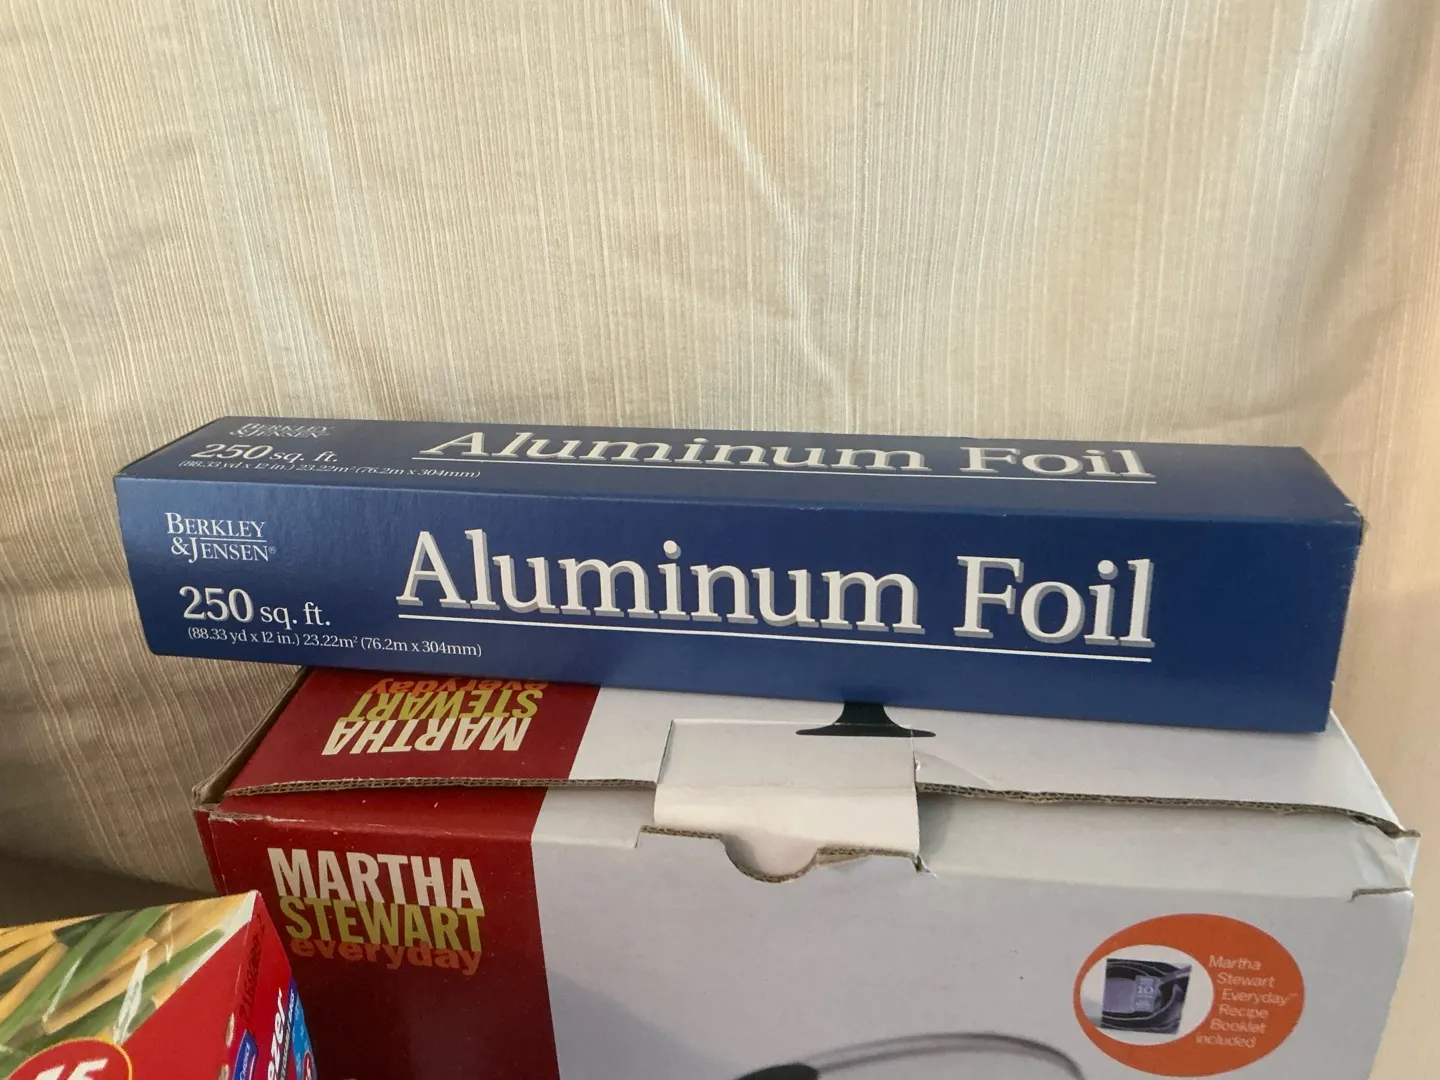 BERKLEY
&JENSEN
250 sq. ft.
(88.33 yd x 12 in.) 23.22m² (76.2m x 304mm)
Aluminum Foil
BERKLEY
&JENSEN®
250 sq. ft.
(88.33 yd x 12 in.) 23.22m² (76.2m x 304mm)
Aluminum Foil
MARTHA
STEWART
everyday
MARTHA
STEWART
everyday
Martha
Stewart
Everyday™
Recipe
Booklet
included
15